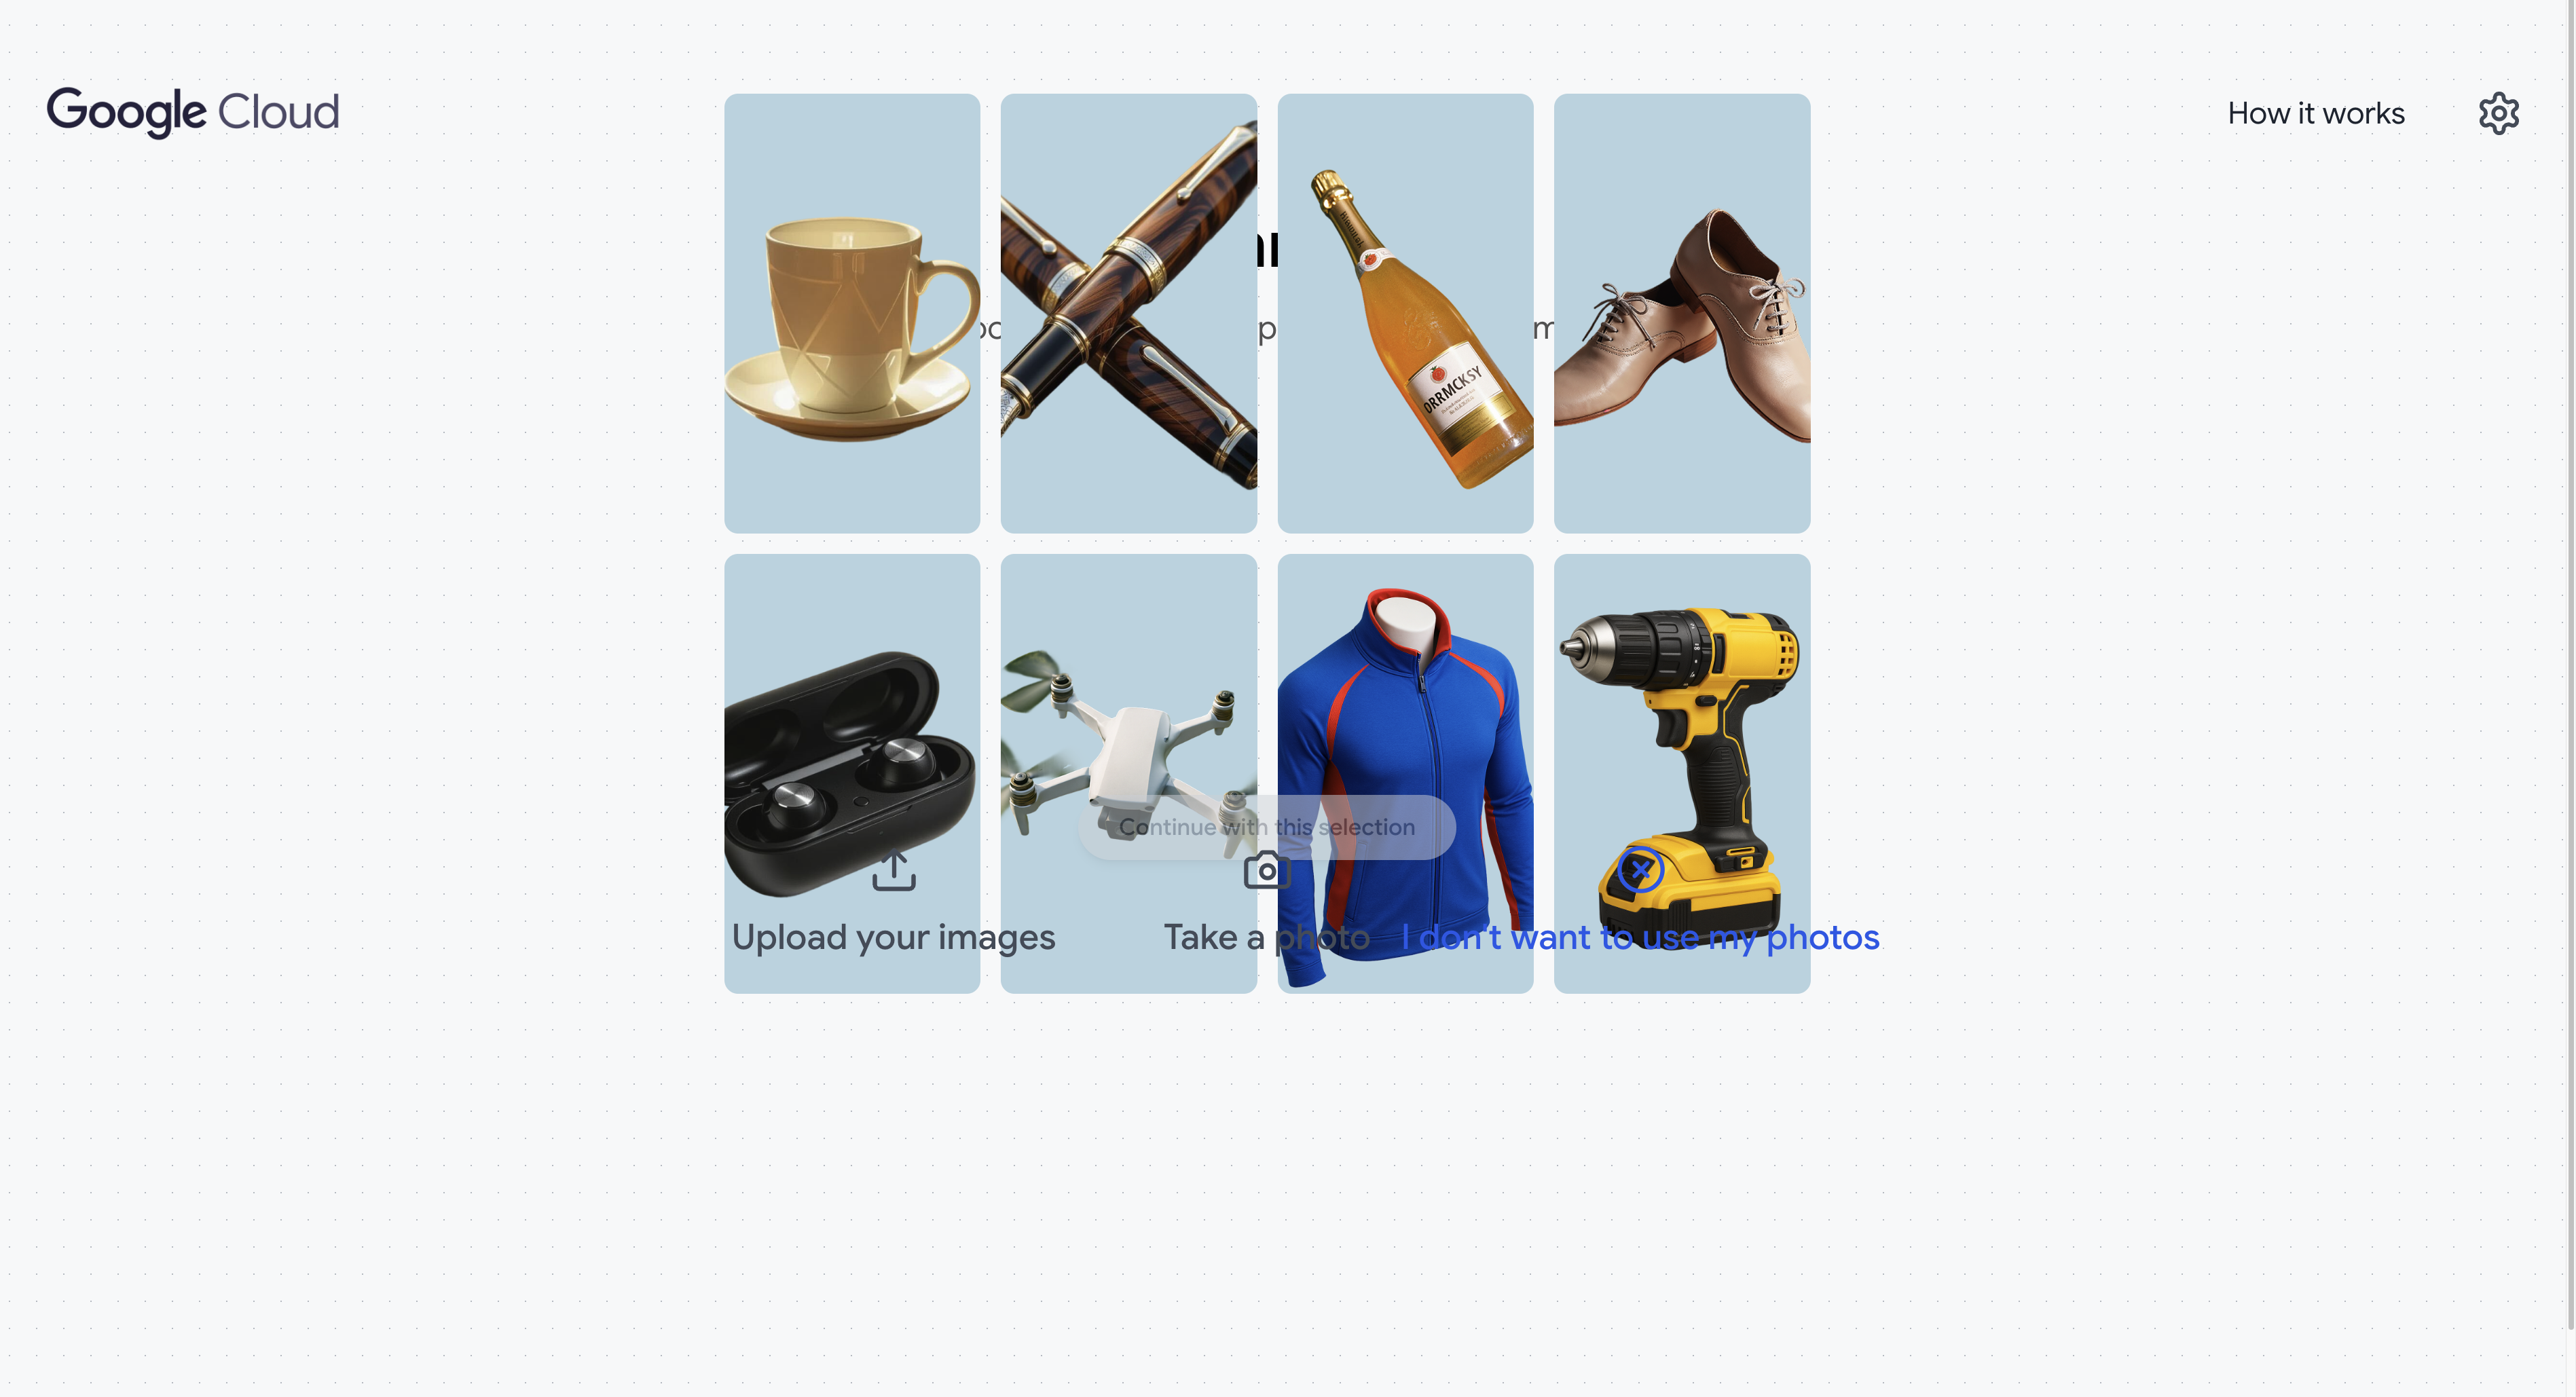 Google Cloud
How it works
DRRMCKSY
Continue with this selection
Upload your images
Take a photo
I don't want to use my photos